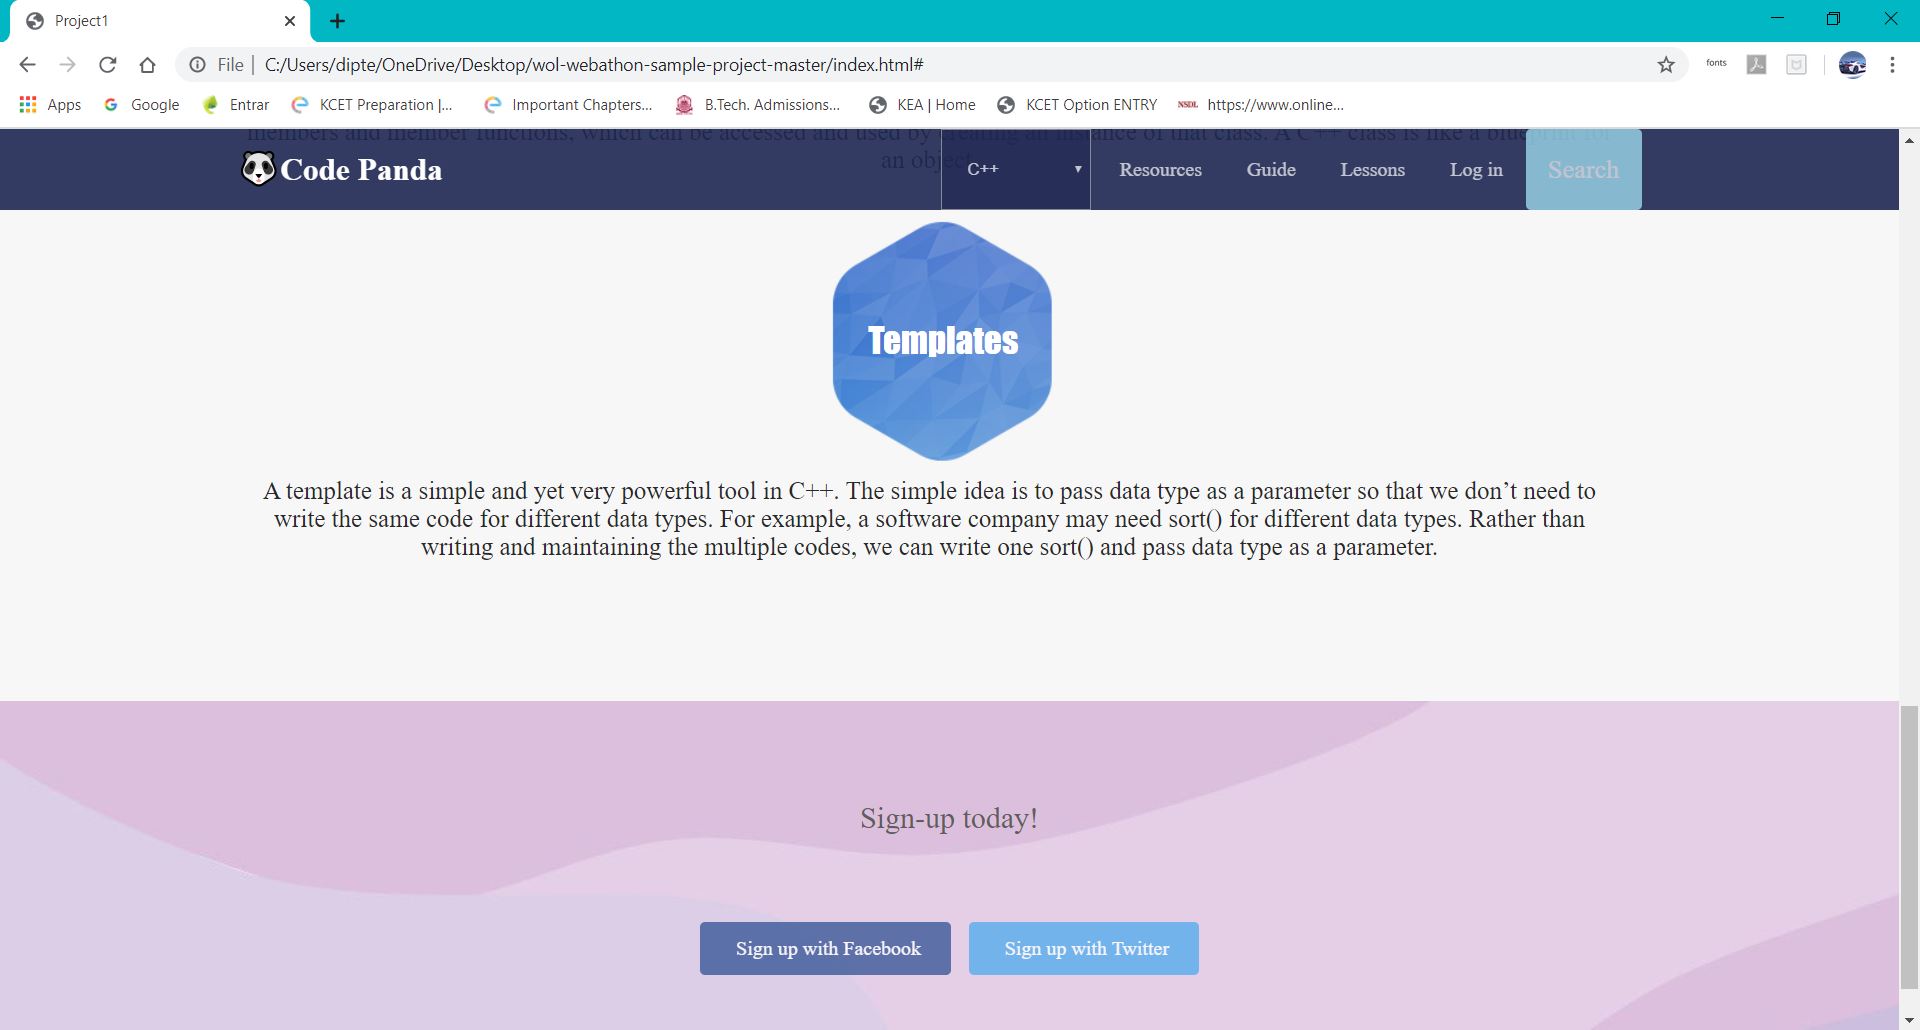 Project1
File
C:/Users/dipte/OneDrive/Desktop/wol-webathon-sample-project-master/index.html#
fonts
Apps Google Entrar KCET Preparation |... Important Chapters... B.Tech. Admissions... KEA | Home KCET Option ENTRY NSDL https://www.online...
members and member functions, which can be accessed and used by creating an instance of that class. A C++ class is like a blueprint for
an object.
Code Panda C++ Resources Guide Lessons Log in Search
Templates
A template is a simple and yet very powerful tool in C++. The simple idea is to pass data type as a parameter so that we don’t need to
write the same code for different data types. For example, a software company may need sort() for different data types. Rather than
writing and maintaining the multiple codes, we can write one sort() and pass data type as a parameter.
Sign-up today!
Sign up with Facebook Sign up with Twitter